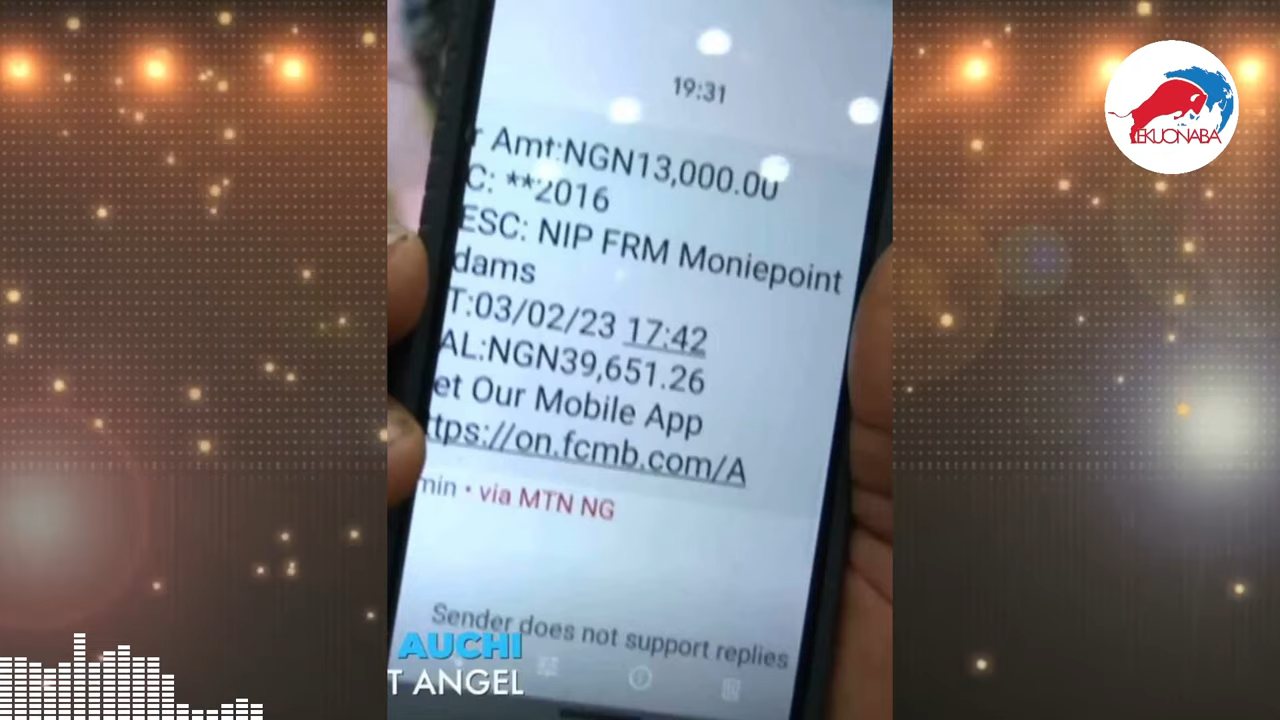 19:31
r Amt:NGN13,000.00
C: **2016
ESC: NIP FRM Moniepoint
dams
T:03/02/23 17:42
AL:NGN39,651.26
et Our Mobile App
ttps://on.fcmb.com/A
min • via MTN NG
Sender does not support replies
AUCHI
T ANGEL
EKUONABA